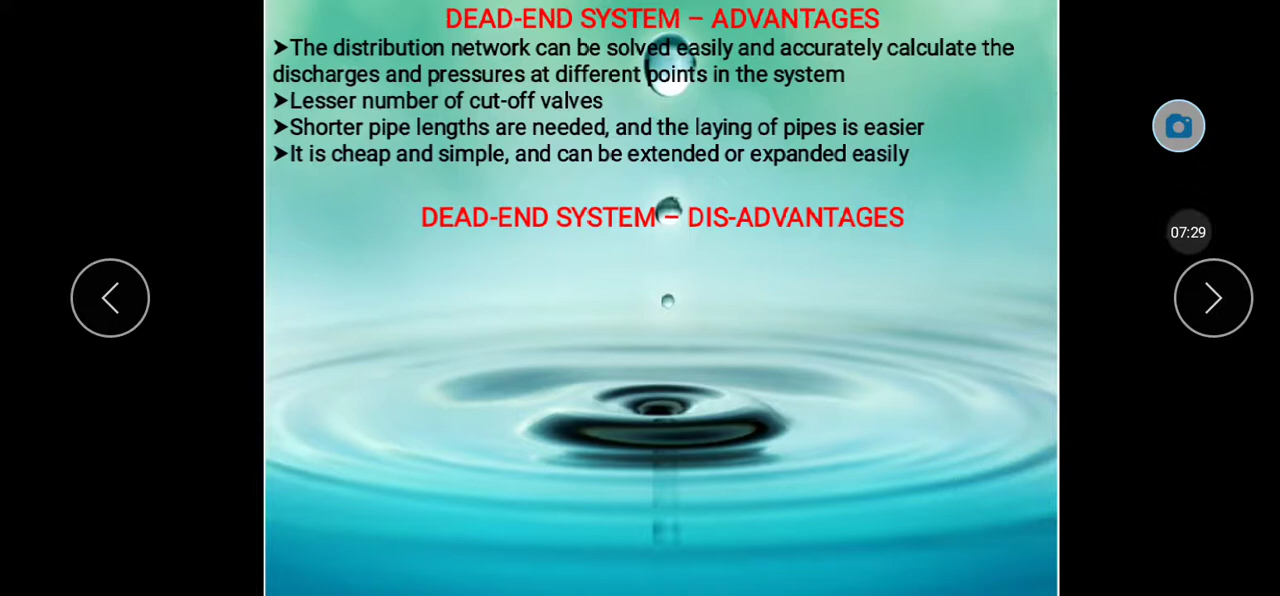 DEAD-END SYSTEM – ADVANTAGES
➤The distribution network can be solved easily and accurately calculate the
discharges and pressures at different points in the system
➤Lesser number of cut-off valves
➤Shorter pipe lengths are needed, and the laying of pipes is easier
➤It is cheap and simple, and can be extended or expanded easily
DEAD-END SYSTEM – DIS-ADVANTAGES
07:29